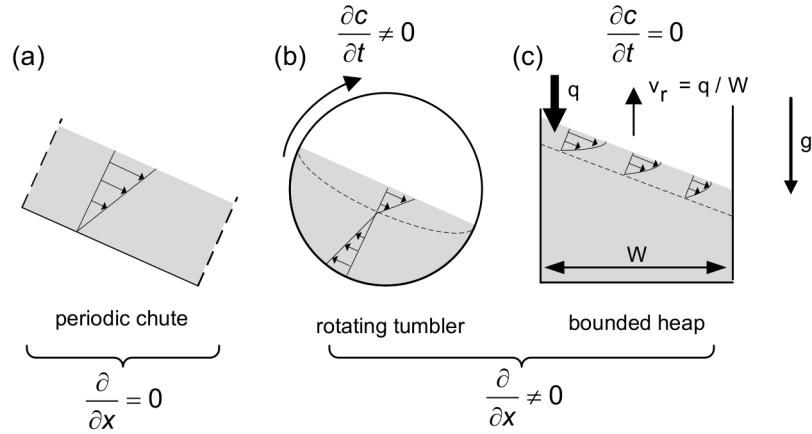 (a)
(b)
∂c/∂t ≠ 0
(c)
∂c/∂t = 0
q
v_r = q / W
g
W
periodic chute
rotating tumbler
bounded heap
∂/∂x = 0
∂/∂x ≠ 0